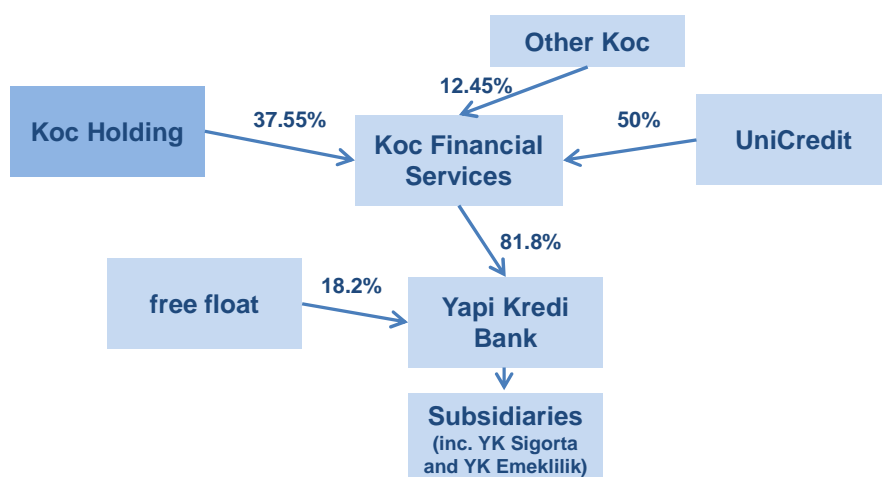 Other Koc
12.45%
Koc Holding
37.55%
Koc Financial
Services
50%
UniCredit
81.8%
free float
18.2%
Yapi Kredi
Bank
Subsidiaries
(inc. YK Sigorta
and YK Emeklilik)